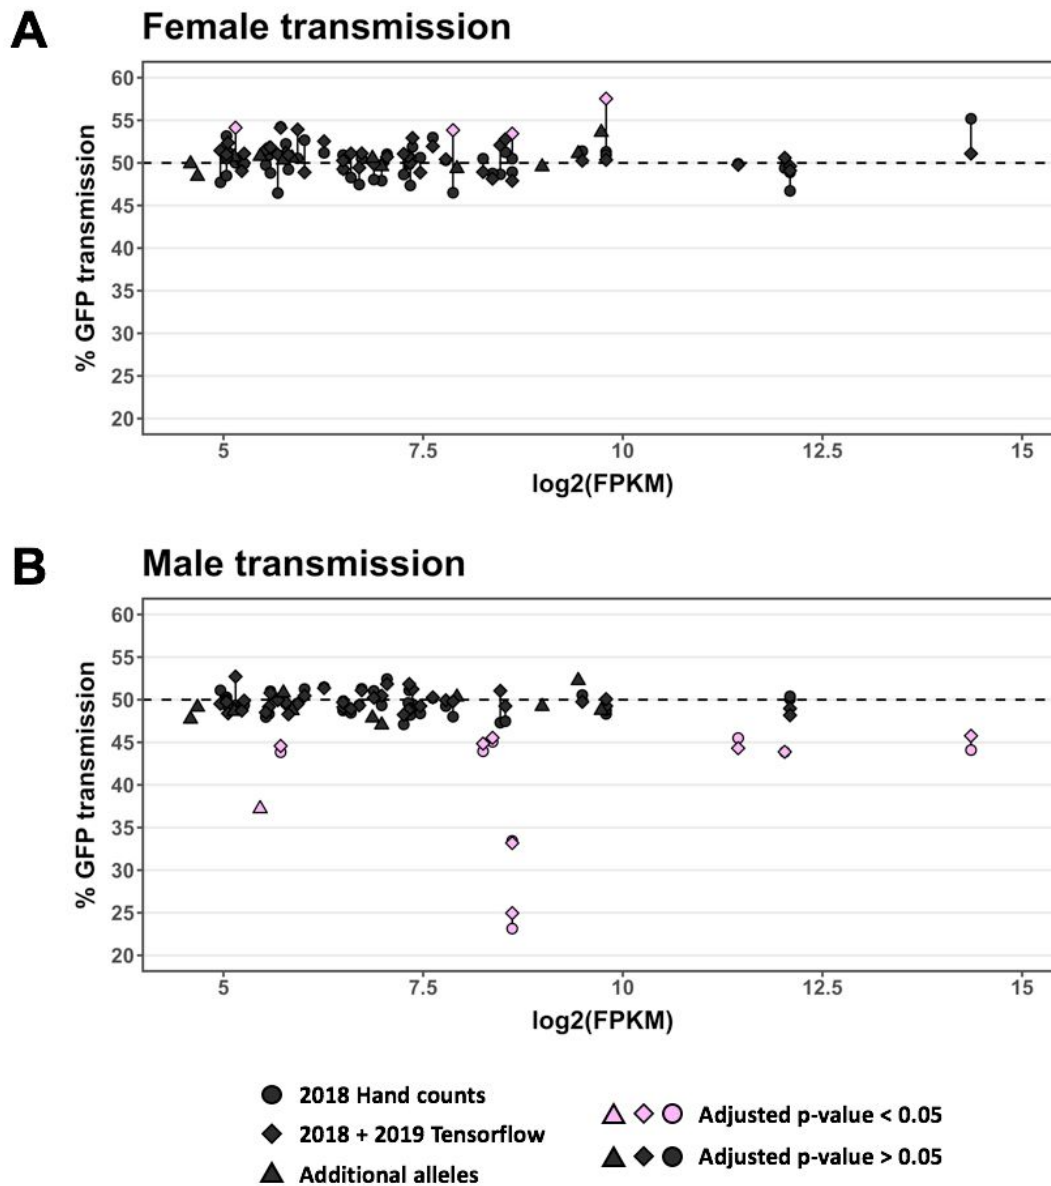 A Female transmission
60
55
50
45
40
35
30
25
20
% GFP transmission
5 7.5 10 12.5 15
log2(FPKM)
B Male transmission
60
55
50
45
40
35
30
25
20
% GFP transmission
5 7.5 10 12.5 15
log2(FPKM)
2018 Hand counts
2018 + 2019 Tensorflow
Additional alleles
Adjusted p-value < 0.05
Adjusted p-value > 0.05